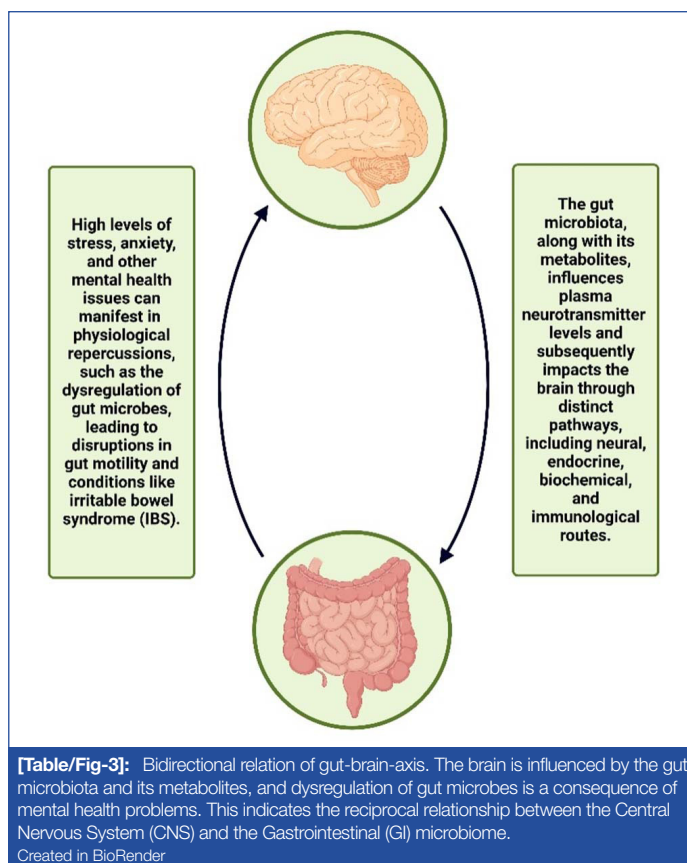 High levels of
stress, anxiety,
and other
mental health
issues can
manifest in
physiological
repercussions,
such as the
dysregulation of
gut microbes,
leading to
disruptions in
gut motility and
conditions like
irritable bowel
syndrome (IBS).
The gut
microbiota,
along with its
metabolites,
influences
plasma
neurotransmitter
levels and
subsequently
impacts the
brain through
distinct
pathways,
including neural,
endocrine,
biochemical,
and
immunological
routes.
[Table/Fig-3]: Bidirectional relation of gut-brain-axis. The brain is influenced by the gut
microbiota and its metabolites, and dysregulation of gut microbes is a consequence of
mental health problems. This indicates the reciprocal relationship between the Central
Nervous System (CNS) and the Gastrointestinal (GI) microbiome.
Created in BioRender